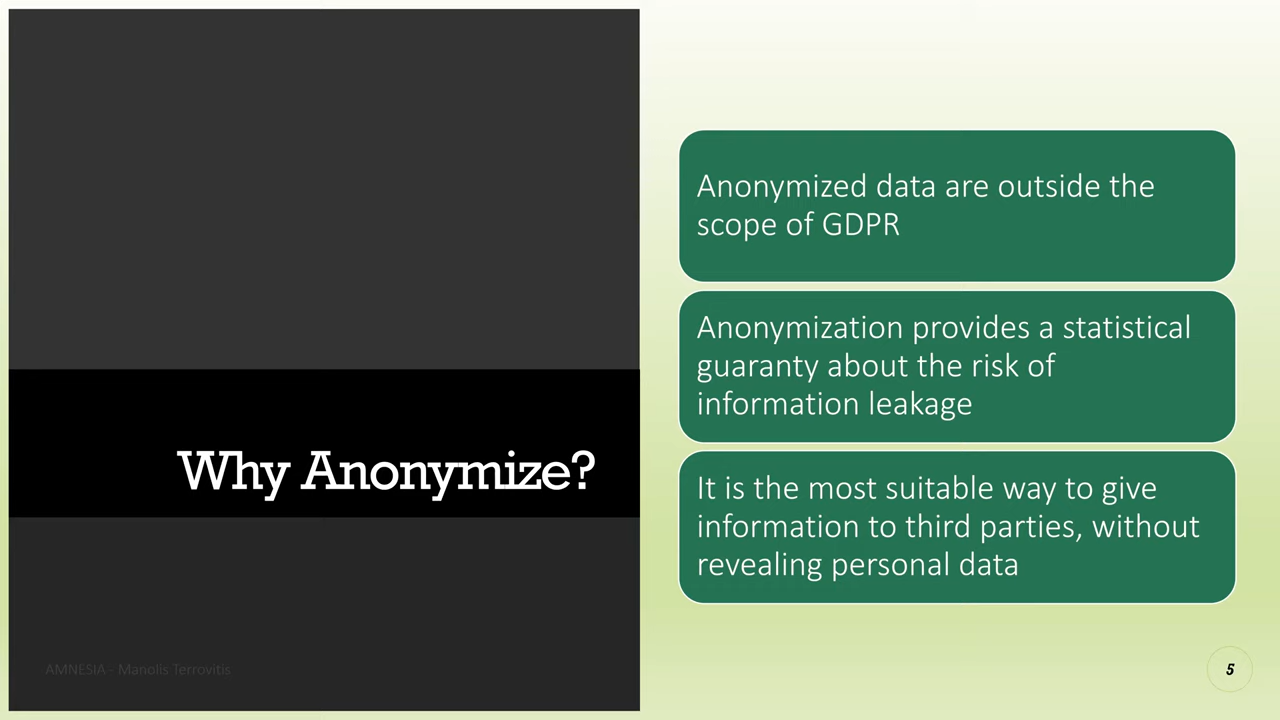 Why Anonymize?
Anonymized data are outside the
scope of GDPR
Anonymization provides a statistical
guaranty about the risk of
information leakage
It is the most suitable way to give
information to third parties, without
revealing personal data
AMNESIA - Manolis Terrovitis
5